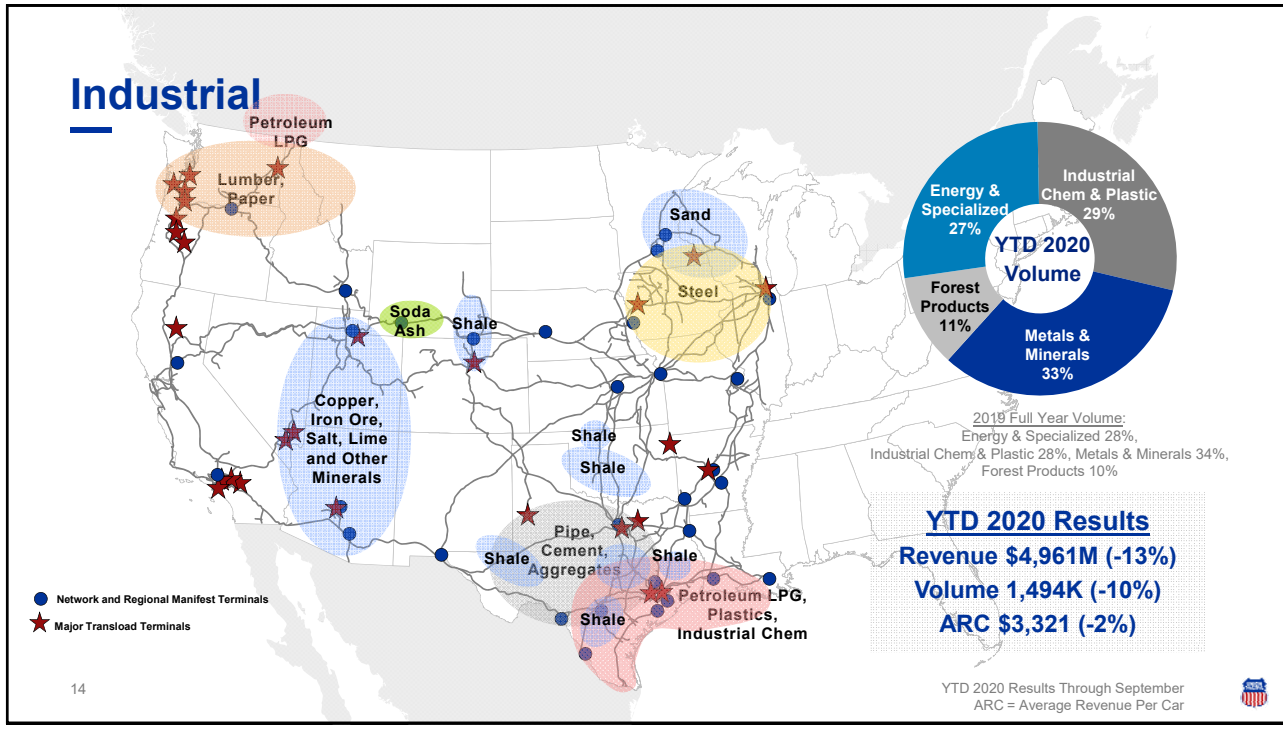 Industrial
Petroleum
LPG
Lumber,
Paper
Sand
Steel
Soda
Ash
Shale
Copper,
Iron Ore,
Salt, Lime
and Other
Minerals
Shale
Shale
Pipe,
Cement,
Aggregates
Shale
Shale
Shale
Petroleum LPG,
Plastics,
Industrial Chem
Network and Regional Manifest Terminals
Major Transload Terminals
Energy &
Specialized
27%
Industrial
Chem & Plastic
29%
YTD 2020
Volume
Forest
Products
11%
Metals &
Minerals
33%
2019 Full Year Volume:
Energy & Specialized 28%,
Industrial Chem & Plastic 28%, Metals & Minerals 34%,
Forest Products 10%
YTD 2020 Results
Revenue $4,961M (-13%)
Volume 1,494K (-10%)
ARC $3,321 (-2%)
14
YTD 2020 Results Through September
ARC = Average Revenue Per Car